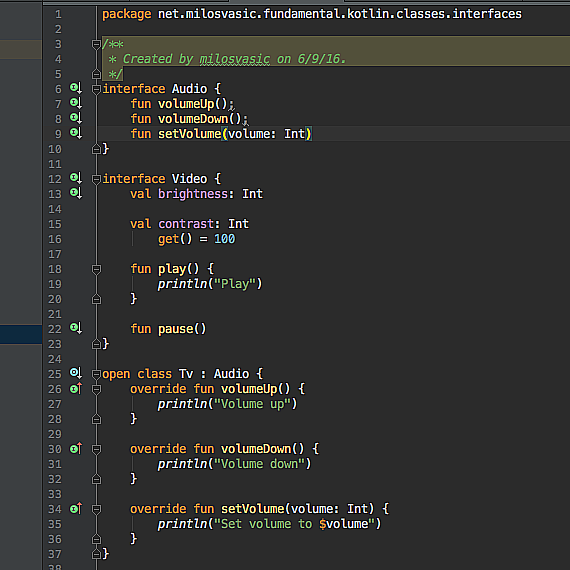 1 package net.milosvasic.fundamental.kotlin.classes.interfaces
2
3 /**
4  * Created by milosvasic on 6/9/16.
5  */
6 interface Audio {
7     fun volumeUp();
8     fun volumeDown();
9     fun setVolume(volume: Int)
10 }
11
12 interface Video {
13     val brightness: Int
14
15     val contrast: Int
16         get() = 100
17
18     fun play() {
19         println("Play")
20     }
21
22     fun pause()
23 }
24
25 open class Tv : Audio {
26     override fun volumeUp() {
27         println("Volume up")
28     }
29
30     override fun volumeDown() {
31         println("Volume down")
32     }
33
34     override fun setVolume(volume: Int) {
35         println("Set volume to $volume")
36     }
37 }
38